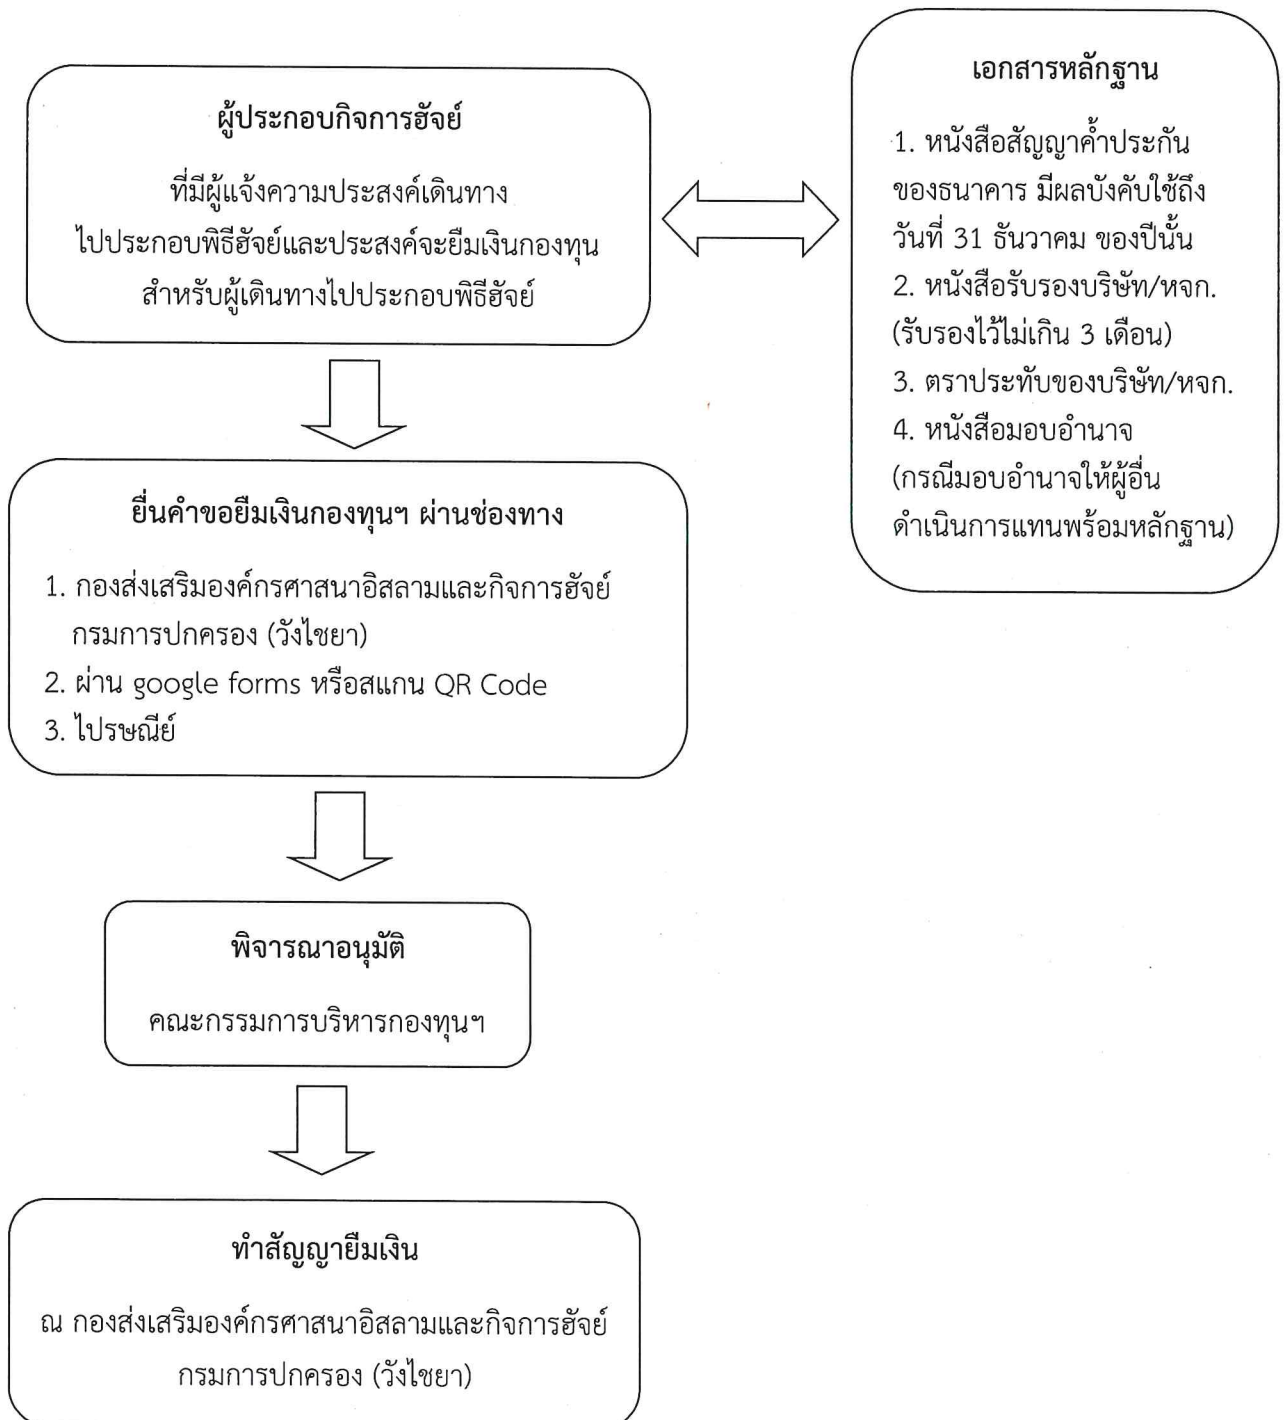 ผู้ประกอบกิจการฮัจย์
ที่มีผู้แจ้งความประสงค์เดินทาง
ไปประกอบพิธีฮัจย์และประสงค์จะยืมเงินกองทุน
สำหรับผู้เดินทางไปประกอบพิธีฮัจย์
เอกสารหลักฐาน
1. หนังสือสัญญาค้ำประกัน
ของธนาคาร มีผลบังคับใช้ถึง
วันที่ 31 ธันวาคม ของปีนั้น
2. หนังสือรับรองบริษัท/หจก.
(รับรองไว้ไม่เกิน 3 เดือน)
3. ตราประทับของบริษัท/หจก.
4. หนังสือมอบอำนาจ
(กรณีมอบอำนาจให้ผู้อื่น
ดำเนินการแทนพร้อมหลักฐาน)
ยื่นคำขอยืมเงินกองทุนฯ ผ่านช่องทาง
1. กองส่งเสริมองค์กรศาสนาอิสลามและกิจการฮัจย์
กรมการปกครอง (วังไชยา)
2. ผ่าน google forms หรือสแกน QR Code
3. ไปรษณีย์
พิจารณาอนุมัติ
คณะกรรมการบริหารกองทุนฯ
ทำสัญญายืมเงิน
ณ กองส่งเสริมองค์กรศาสนาอิสลามและกิจการฮัจย์
กรมการปกครอง (วังไชยา)